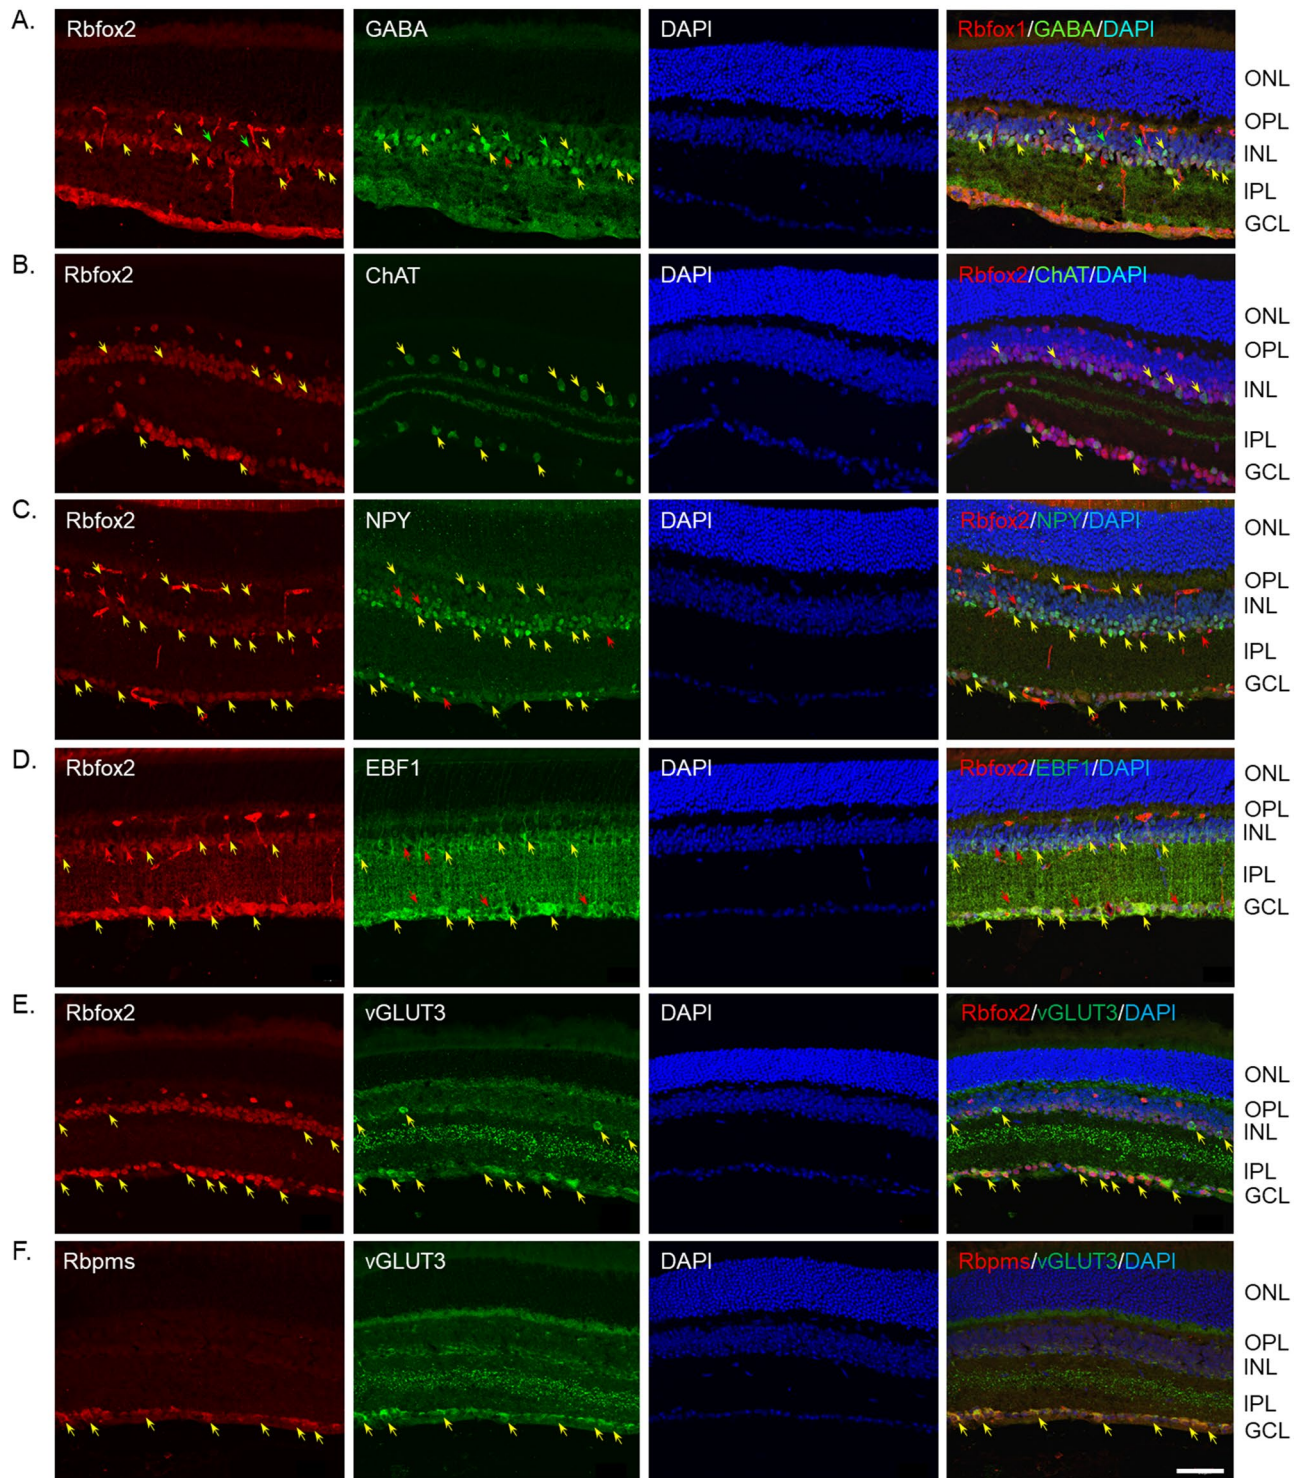 A.
Rbfox2 GABA DAPI Rbfox1/GABA/DAPI
ONL
OPL
INL
IPL
GCL
B.
Rbfox2 ChAT DAPI Rbfox2/ChAT/DAPI
ONL
OPL
INL
IPL
GCL
C.
Rbfox2 NPY DAPI Rbfox2/NPY/DAPI
ONL
OPL
INL
IPL
GCL
D.
Rbfox2 EBF1 DAPI Rbfox2/EBF1/DAPI
ONL
OPL
INL
IPL
GCL
E.
Rbfox2 vGLUT3 DAPI Rbfox2/vGLUT3/DAPI
ONL
OPL
INL
IPL
GCL
F.
Rbpms vGLUT3 DAPI Rbpms/vGLUT3/DAPI
ONL
OPL
INL
IPL
GCL